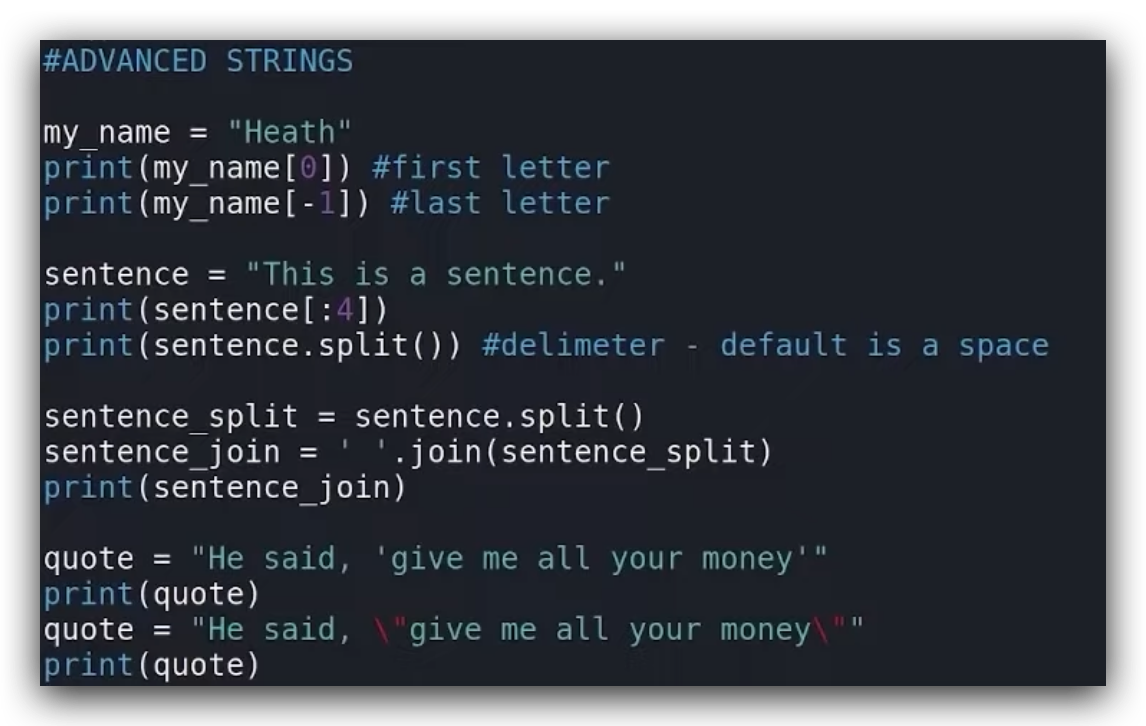 #ADVANCED STRINGS
my_name = "Heath"
print(my_name[0]) #first letter
print(my_name[-1]) #last letter
sentence = "This is a sentence."
print(sentence[:4])
print(sentence.split()) #delimeter - default is a space
sentence_split = sentence.split()
sentence_join = ' '.join(sentence_split)
print(sentence_join)
quote = "He said, 'give me all your money'"
print(quote)
quote = "He said, \"give me all your money\""
print(quote)